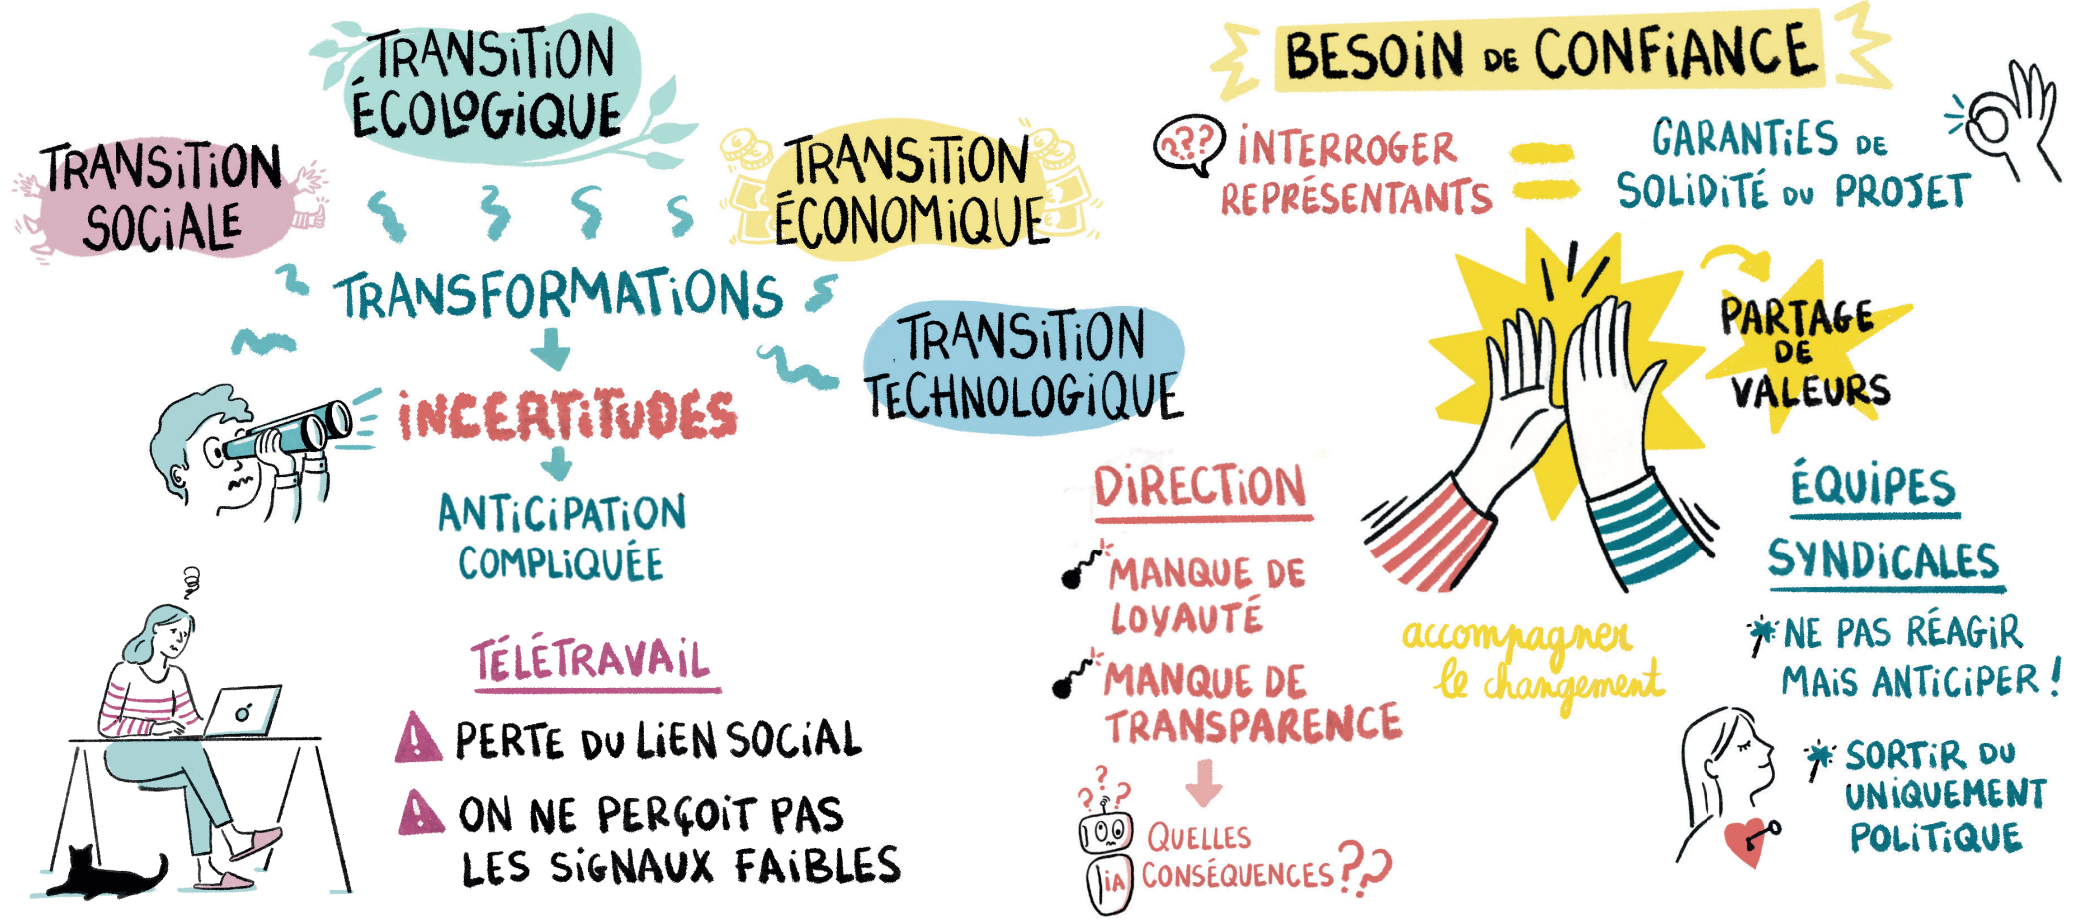 TRANSITION
ÉCOLOGIQUE
TRANSITION
SOCIALE
TRANSITION
ÉCONOMIQUE
TRANSFORMATIONS
TRANSITION
TECHNOLOGIQUE
INCERTITUDES
ANTICIPATION
COMPLIQUÉE
TÉLÉTRAVAIL
! PERTE DU LIEN SOCIAL
! ON NE PERÇOIT PAS
LES SIGNAUX FAIBLES
BESOIN DE CONFIANCE
???
INTERROGER
REPRÉSENTANTS
=
GARANTIES DE
SOLIDITÉ DU PROJET
PARTAGE
DE
VALEURS
DIRECTION
MANQUE DE
LOYAUTÉ
MANQUE DE
TRANSPARENCE
???
QUELLES
CONSÉQUENCES ??
IA
accompagner
le changement
ÉQUIPES
SYNDICALES
NE PAS RÉAGIR
MAIS ANTICIPER !
SORTIR DU
UNIQUEMENT
POLITIQUE